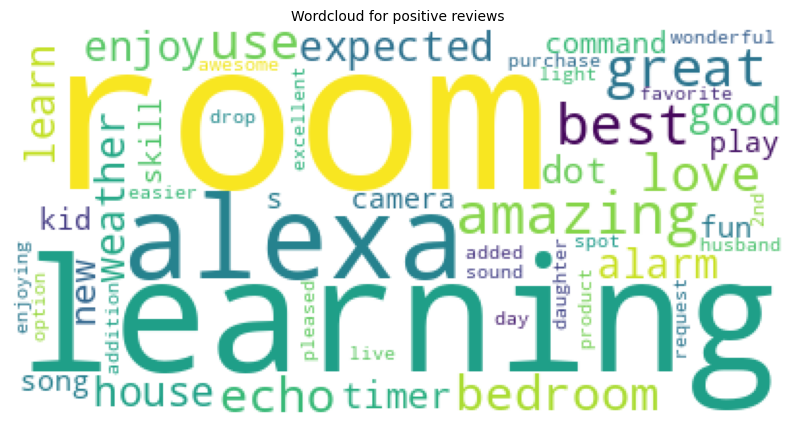 Wordcloud for positive reviews
learn
enjoy
use
expected
command
wonderful
awesome
purchase
light
great
favorite
room
drop
excellent
best
good
play
skill
Weather
dot
love
easier
kid
s
camera
amazing
fun
2nd
alexa
added
sound
spot
husband
alarm
enjoying
option
new
addition
learning
pleased
live
day
daughter
product
request
song
house
echo
timer
bedroom